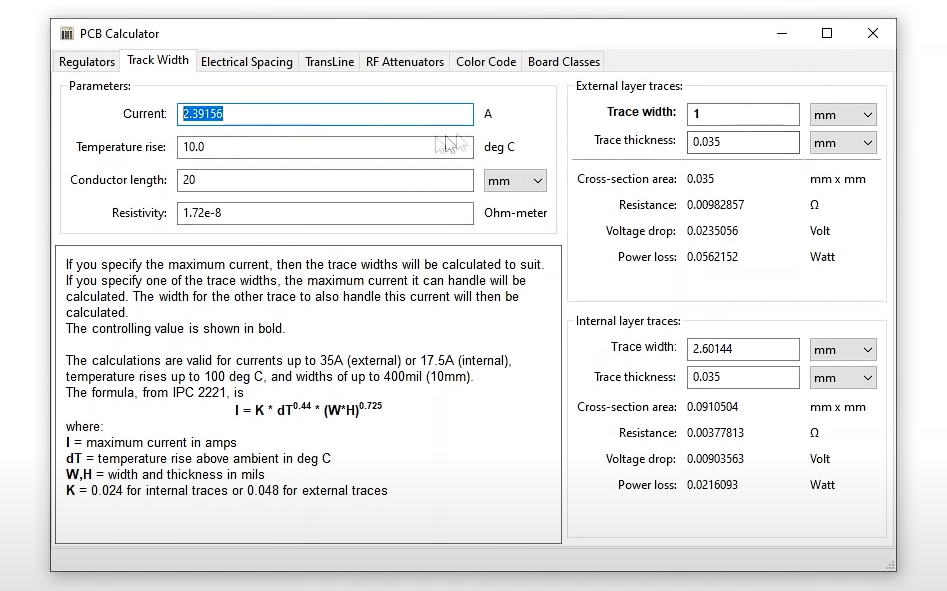 PCB Calculator
Regulators Track Width Electrical Spacing TransLine RF Attenuators Color Code Board Classes
Parameters:
Current: 2.39156 A
Temperature rise: 10.0 deg C
Conductor length: 20 mm
Resistivity: 1.72e-8 Ohm-meter
If you specify the maximum current, then the trace widths will be calculated to suit.
If you specify one of the trace widths, the maximum current it can handle will be
calculated. The width for the other trace to also handle this current will then be
calculated.
The controlling value is shown in bold.
The calculations are valid for currents up to 35A (external) or 17.5A (internal),
temperature rises up to 100 deg C, and widths of up to 400mil (10mm).
The formula, from IPC 2221, is
I = K * dT0.44 * (W*H)0.725
where:
I = maximum current in amps
dT = temperature rise above ambient in deg C
W,H = width and thickness in mils
K = 0.024 for internal traces or 0.048 for external traces
External layer traces:
Trace width: 1 mm
Trace thickness: 0.035 mm
Cross-section area: 0.035 mm x mm
Resistance: 0.00982857 Ω
Voltage drop: 0.0235056 Volt
Power loss: 0.0562152 Watt
Internal layer traces:
Trace width: 2.60144 mm
Trace thickness: 0.035 mm
Cross-section area: 0.0910504 mm x mm
Resistance: 0.00377813 Ω
Voltage drop: 0.00903563 Volt
Power loss: 0.0216093 Watt